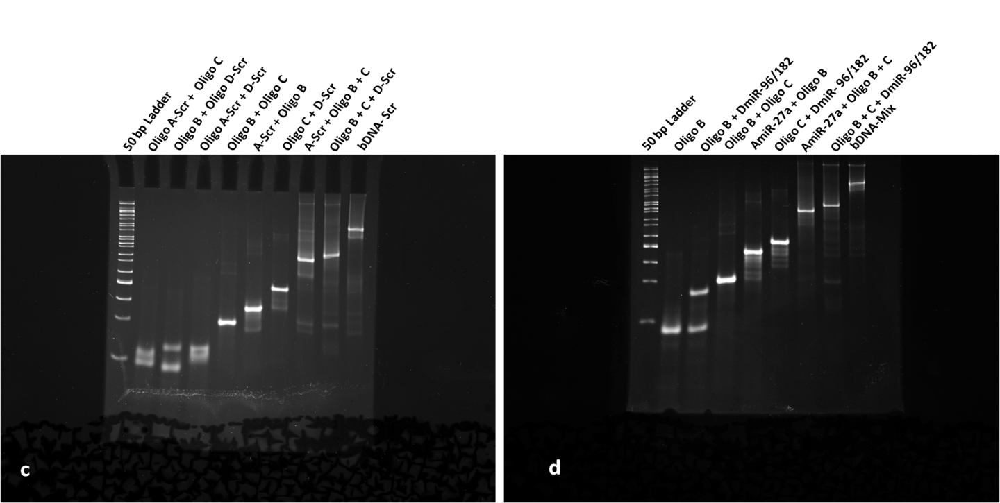 50 bp Ladder
Oligo A-Scr + Oligo C
Oligo B + Oligo D-Scr
Oligo A-Scr + D-Scr
Oligo B + Oligo C
A-Scr + Oligo B
Oligo C + D-Scr
A-Scr + Oligo B + C
Oligo B + C + D-Scr
bDNA- Scr
c
50 bp Ladder
Oligo B
Oligo B + DmiR-96/182
Oligo B + Oligo C
AmiR-27a + Oligo B
Oligo C + DmiR- 96/182
AmiR-27a + Oligo B + C
Oligo B + C + DmiR-96/182
bDNA-Mix
d